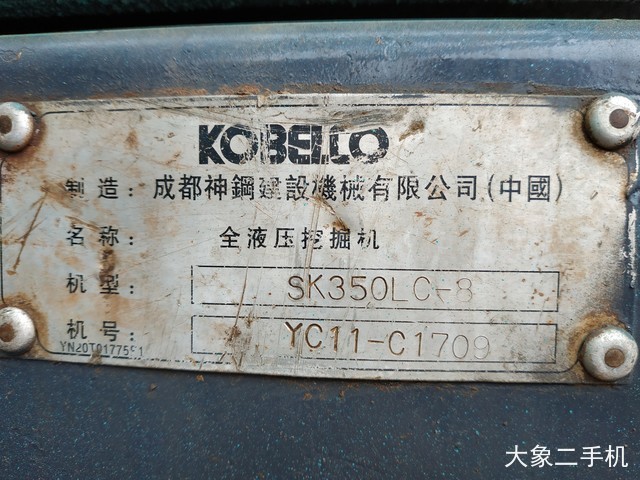 KOBELCO
制造：成都神鋼建設機械有限公司(中國)
名称：全液压挖掘机
机型：SK350LC-8
机号：YC11-C1709
YN20T01775S1
大象二手机